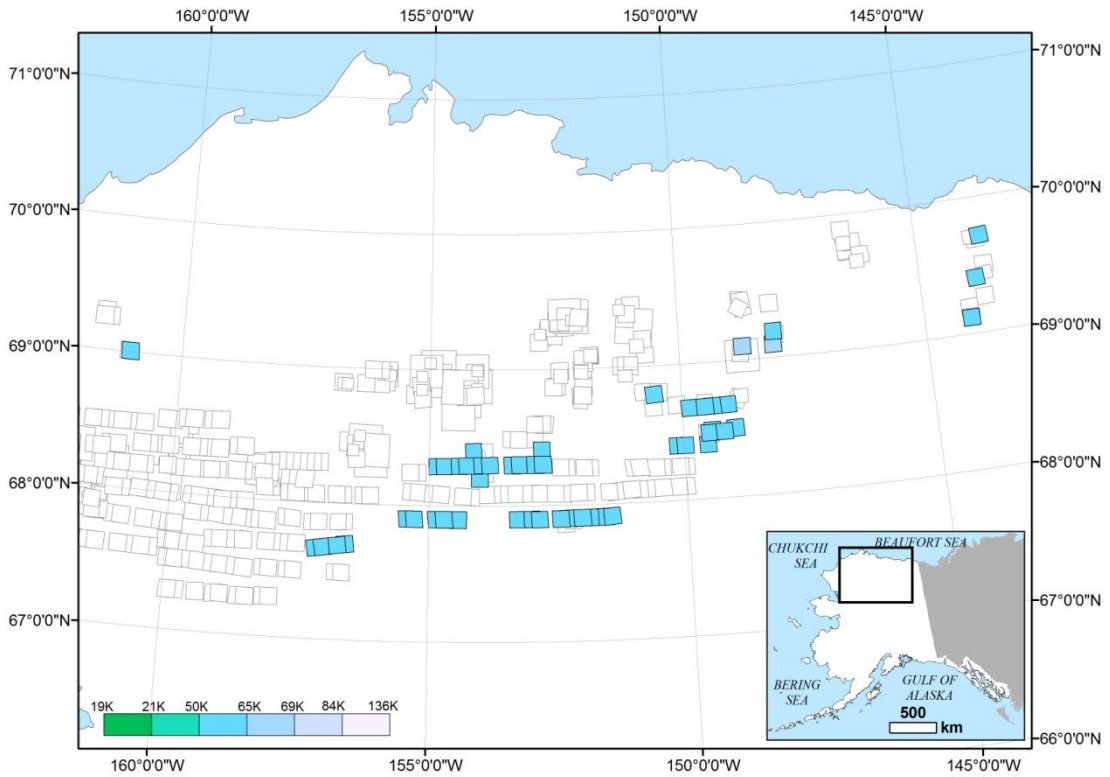 160°0'0"W 155°0'0"W 150°0'0"W 145°0'0"W
71°0'0"N 71°0'0"N
70°0'0"N 70°0'0"N
69°0'0"N 69°0'0"N
68°0'0"N 68°0'0"N
67°0'0"N 67°0'0"N
66°0'0"N
BEAUFORT SEA
CHUKCHI
SEA
BERING
SEA
GULF OF
ALASKA
500
km
19K 21K 50K 65K 69K 84K 136K
160°0'0"W 155°0'0"W 150°0'0"W 145°0'0"W